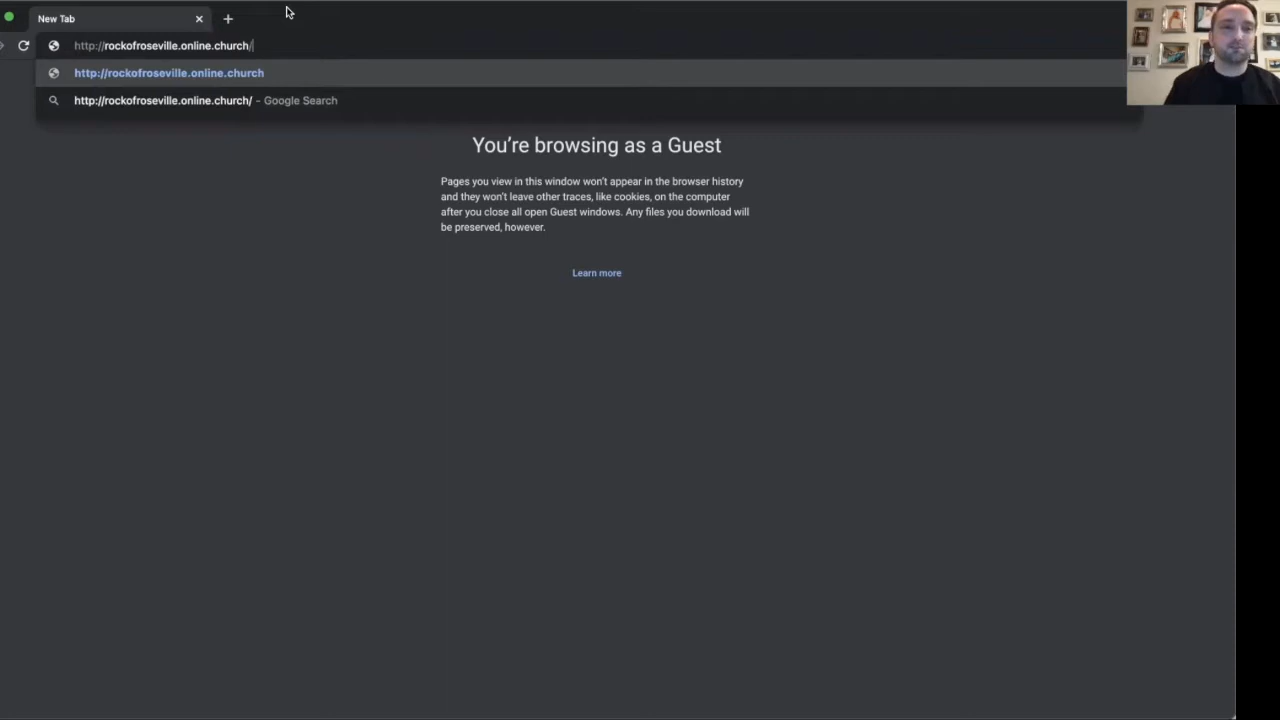 New Tab
http://rockofroseville.online.church/
http://rockofroseville.online.church
http://rockofroseville.online.church/ - Google Search
You're browsing as a Guest
Pages you view in this window won't appear in the browser history
and they won't leave other traces, like cookies, on the computer
after you close all open Guest windows. Any files you download will
be preserved, however.
Learn more